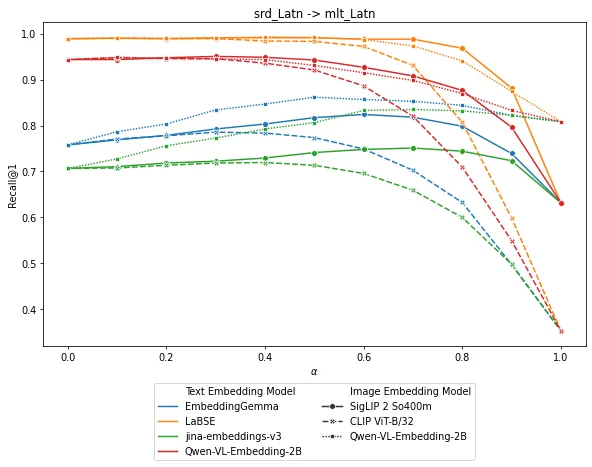 srd_Latn -> mlt_Latn
1.0
0.9
0.8
0.7
0.6
0.5
0.4
Recall@1
0.0 0.2 0.4 0.6 0.8 1.0
α
Text Embedding Model Image Embedding Model
EmbeddingGemma SigLIP 2 So400m
LaBSE CLIP ViT-B/32
jina-embeddings-v3 Qwen-VL-Embedding-2B
Qwen-VL-Embedding-2B